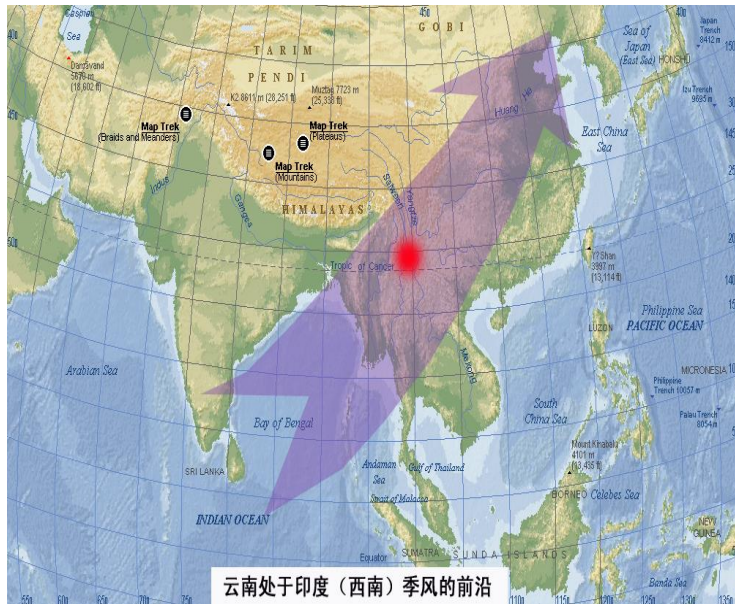 Caspian
Sea
40
45
GOBI
40
Sea of
Japan
(East Sea)
Japan
Trench
8412 m
HONSHU
Damavand
5670 m
(18,602 ft)
TARIM
PENDI
K2 8611 m (28,251 ft)
Muztag 7723 m
(25,338 ft)
Izu Trench
9695 m
Map Trek
(Braids and Meanders)
Map Trek
(Plateaus)
Map Trek
(Mountains)
Huang He
East China
Sea
Indus
Ganges
HIMALAYAS
Salween
Yangtze
Tropic of Cancer
Shan
3997 m
(13,114 ft)
Philippine Sea
LUZON
PACIFIC OCEAN
Arabian Sea
Mekong
MICRONESIA
Philippine
Trench 10057 m
Palau Trench
8054 m
Bay of Bengal
South
China Sea
Mount Kinabalu
4101 m
(13,455 ft)
SRI LANKA
Andaman
Sea
Gulf of Thailand
Strait of Malacca
BORNEO
Celebes Sea
INDIAN OCEAN
NEW
GUINEA
Equator
SUMATRA
SUNDA ISLANDS
Banda Sea
云南处于印度（西南）季风的前沿